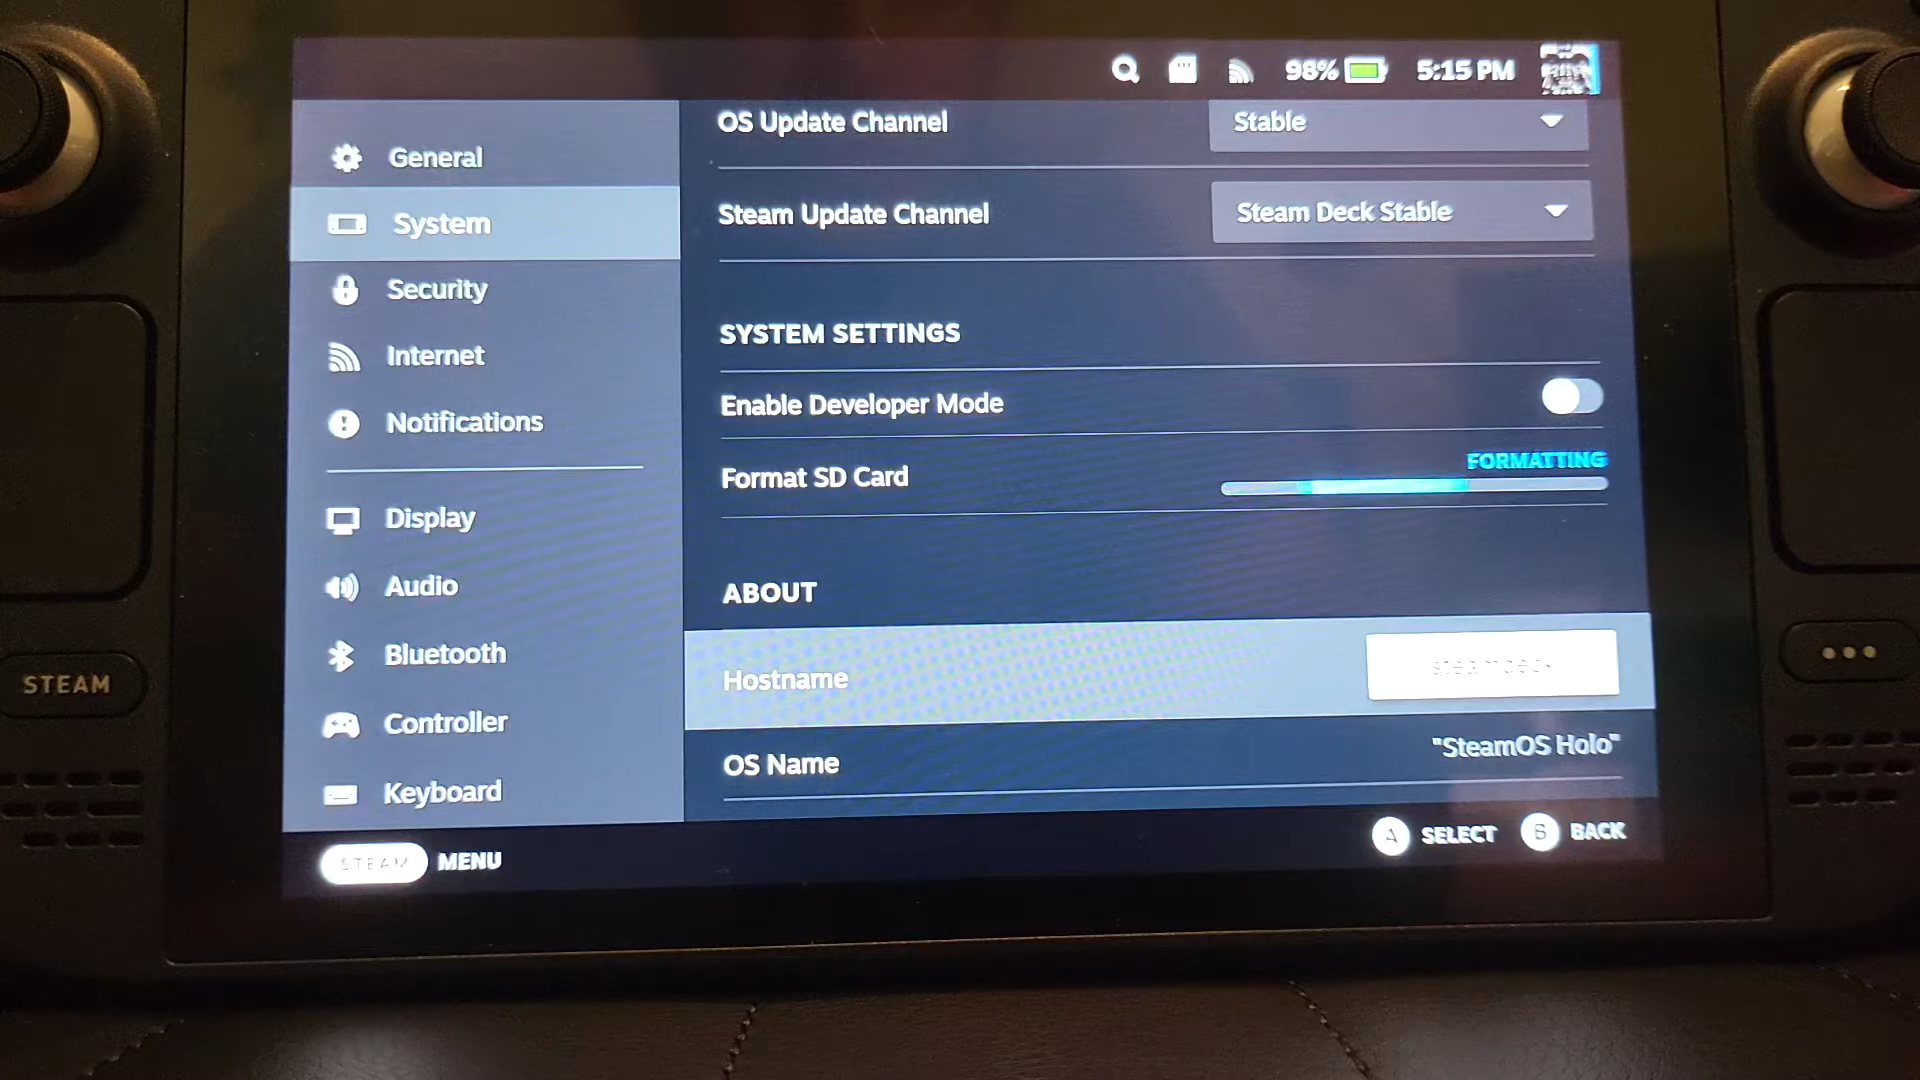 98% 5:15 PM
General
System
Security
Internet
Notifications
Display
Audio
Bluetooth
Controller
Keyboard
OS Update Channel Stable
Steam Update Channel Steam Deck Stable
SYSTEM SETTINGS
Enable Developer Mode
FORMATTING
Format SD Card
ABOUT
Hostname steamdeck
OS Name "SteamOS Holo"
STEAM MENU
A SELECT B BACK
STEAM